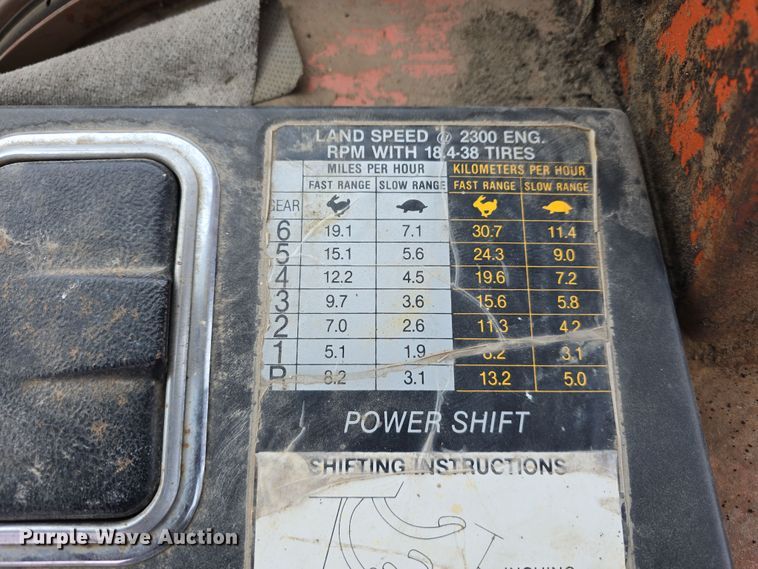 LAND SPEED @ 2300 ENG.
RPM WITH 18.4-38 TIRES
MILES PER HOUR KILOMETERS PER HOUR
FAST RANGE SLOW RANGE FAST RANGE SLOW RANGE
GEAR
6 19.1 7.1 30.7 11.4
5 15.1 5.6 24.3 9.0
4 12.2 4.5 19.6 7.2
3 9.7 3.6 15.6 5.8
2 7.0 2.6 11.3 4.2
1 5.1 1.9 8.2 3.1
R 8.2 3.1 13.2 5.0
POWER SHIFT
SHIFTING INSTRUCTIONS
INCHING
Purple Wave Auction